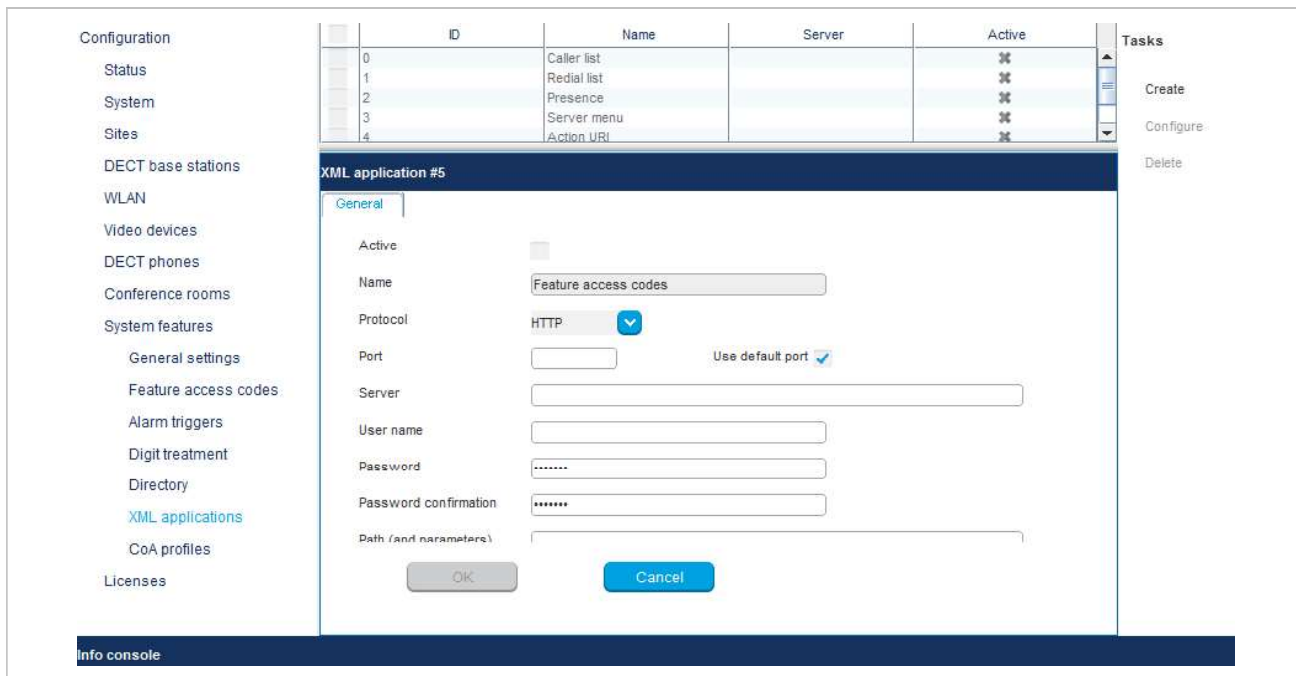 Configuration
Status
System
Sites
DECT base stations
WLAN
Video devices
DECT phones
Conference rooms
System features
General settings
Feature access codes
Alarm triggers
Digit treatment
Directory
XML applications
CoA profiles
Licenses
ID Name Server Active
0 Caller list
1 Redial list
2 Presence
3 Server menu
4 Action URI
XML application #5
General
Active
Name Feature access codes
Protocol HTTP
Port Use default port
Server
User name
Password •••••••
Password confirmation •••••••
Path (and parameters)
OK Cancel
Tasks
Create
Configure
Delete
Info console